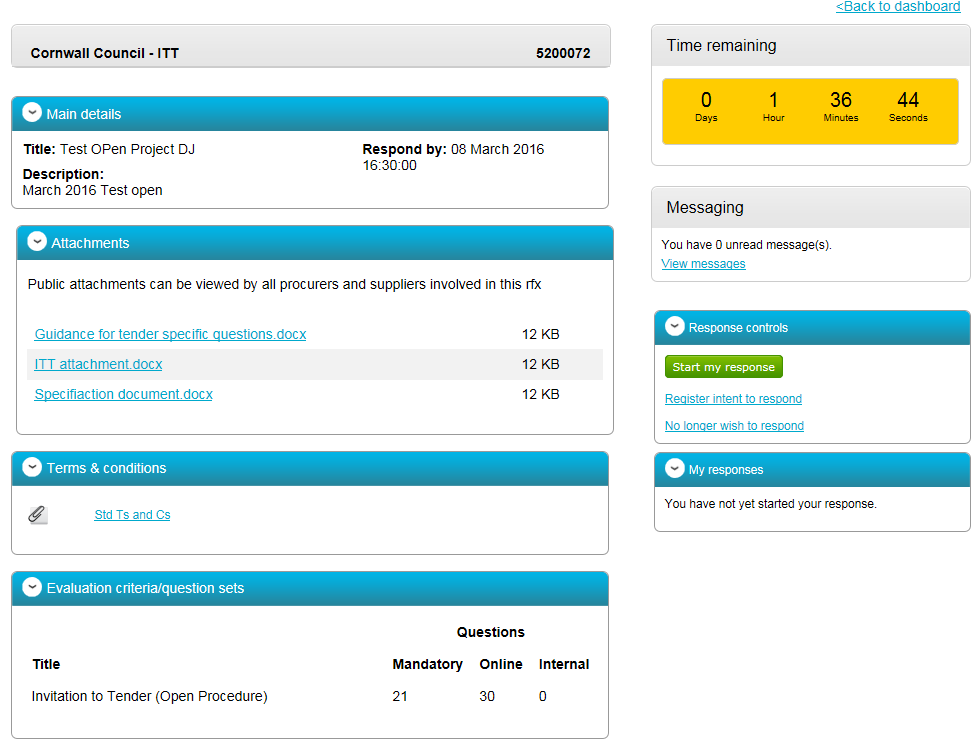 <Back to dashboard
Cornwall Council - ITT 5200072
Main details
Title: Test OPen Project DJ
Description:
March 2016 Test open
Respond by: 08 March 2016
16:30:00
Attachments
Public attachments can be viewed by all procurers and suppliers involved in this rfx
Guidance for tender specific questions.docx 12 KB
ITT attachment.docx 12 KB
Specifiaction document.docx 12 KB
Terms & conditions
Std Ts and Cs
Evaluation criteria/question sets
Questions
Title Mandatory Online Internal
Invitation to Tender (Open Procedure) 21 30 0
Time remaining
0 1 36 44
Days Hour Minutes Seconds
Messaging
You have 0 unread message(s).
View messages
Response controls
Start my response
Register intent to respond
No longer wish to respond
My responses
You have not yet started your response.